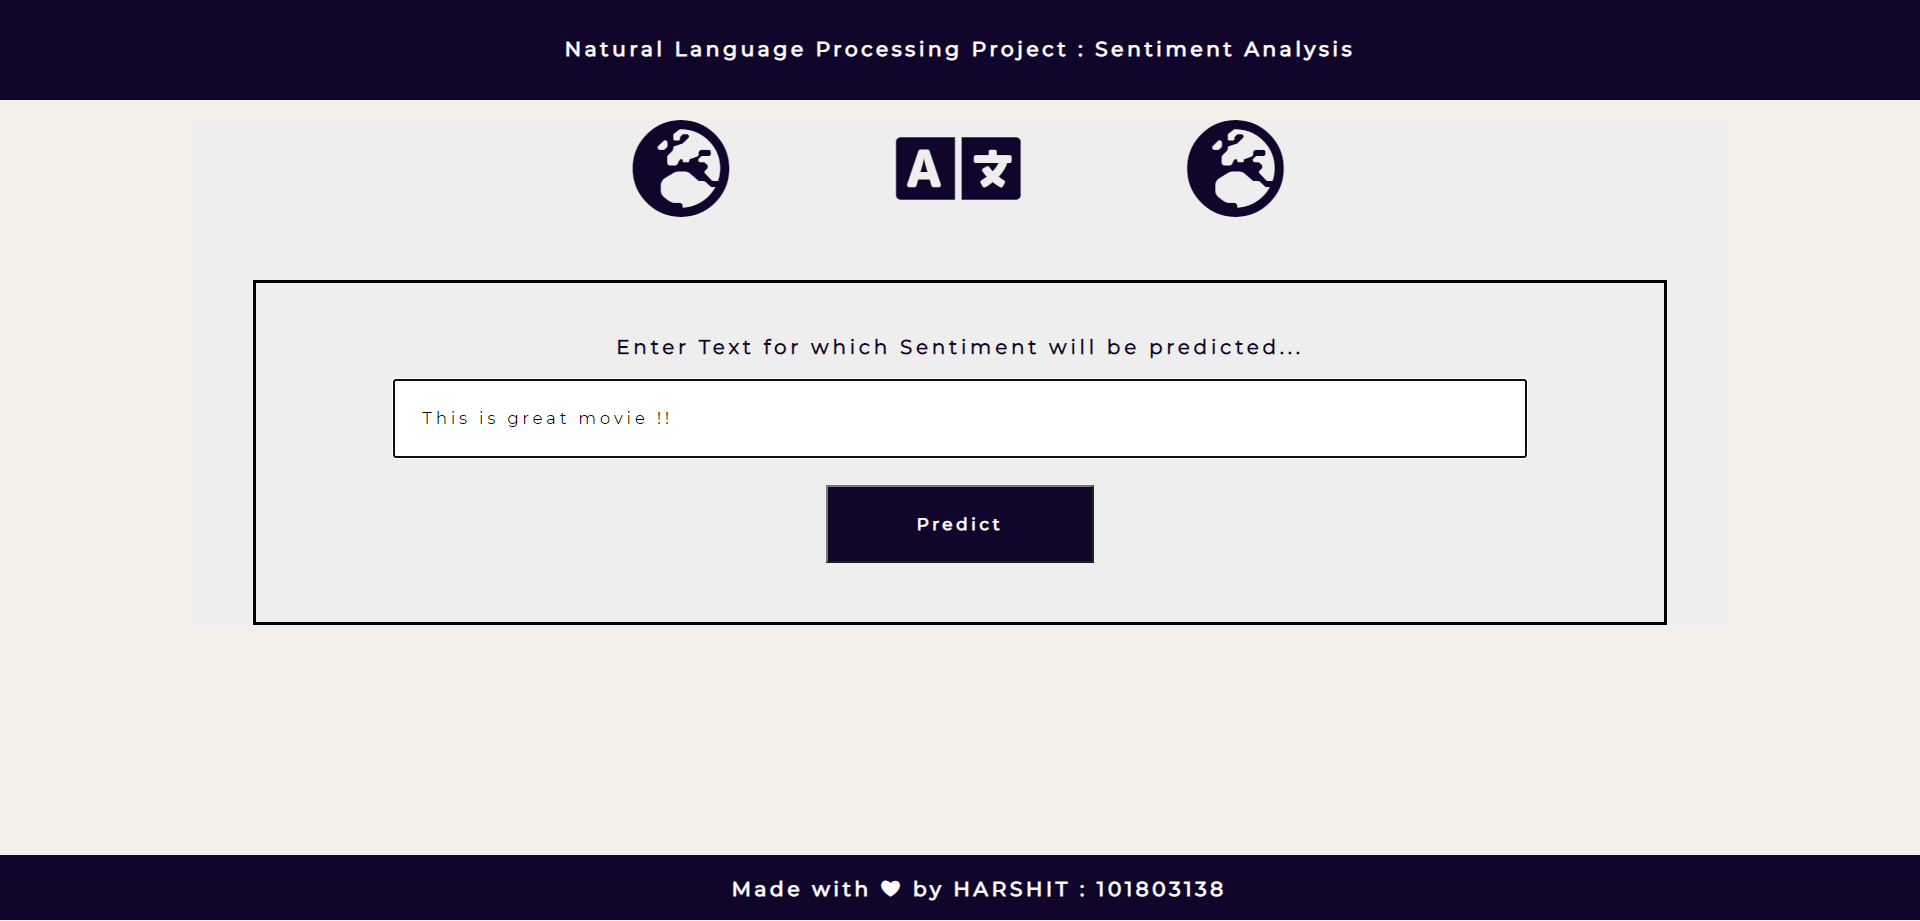 Natural Language Processing Project : Sentiment Analysis
A 文
Enter Text for which Sentiment will be predicted...
This is great movie !!
Predict
Made with ♥ by HARSHIT : 101803138